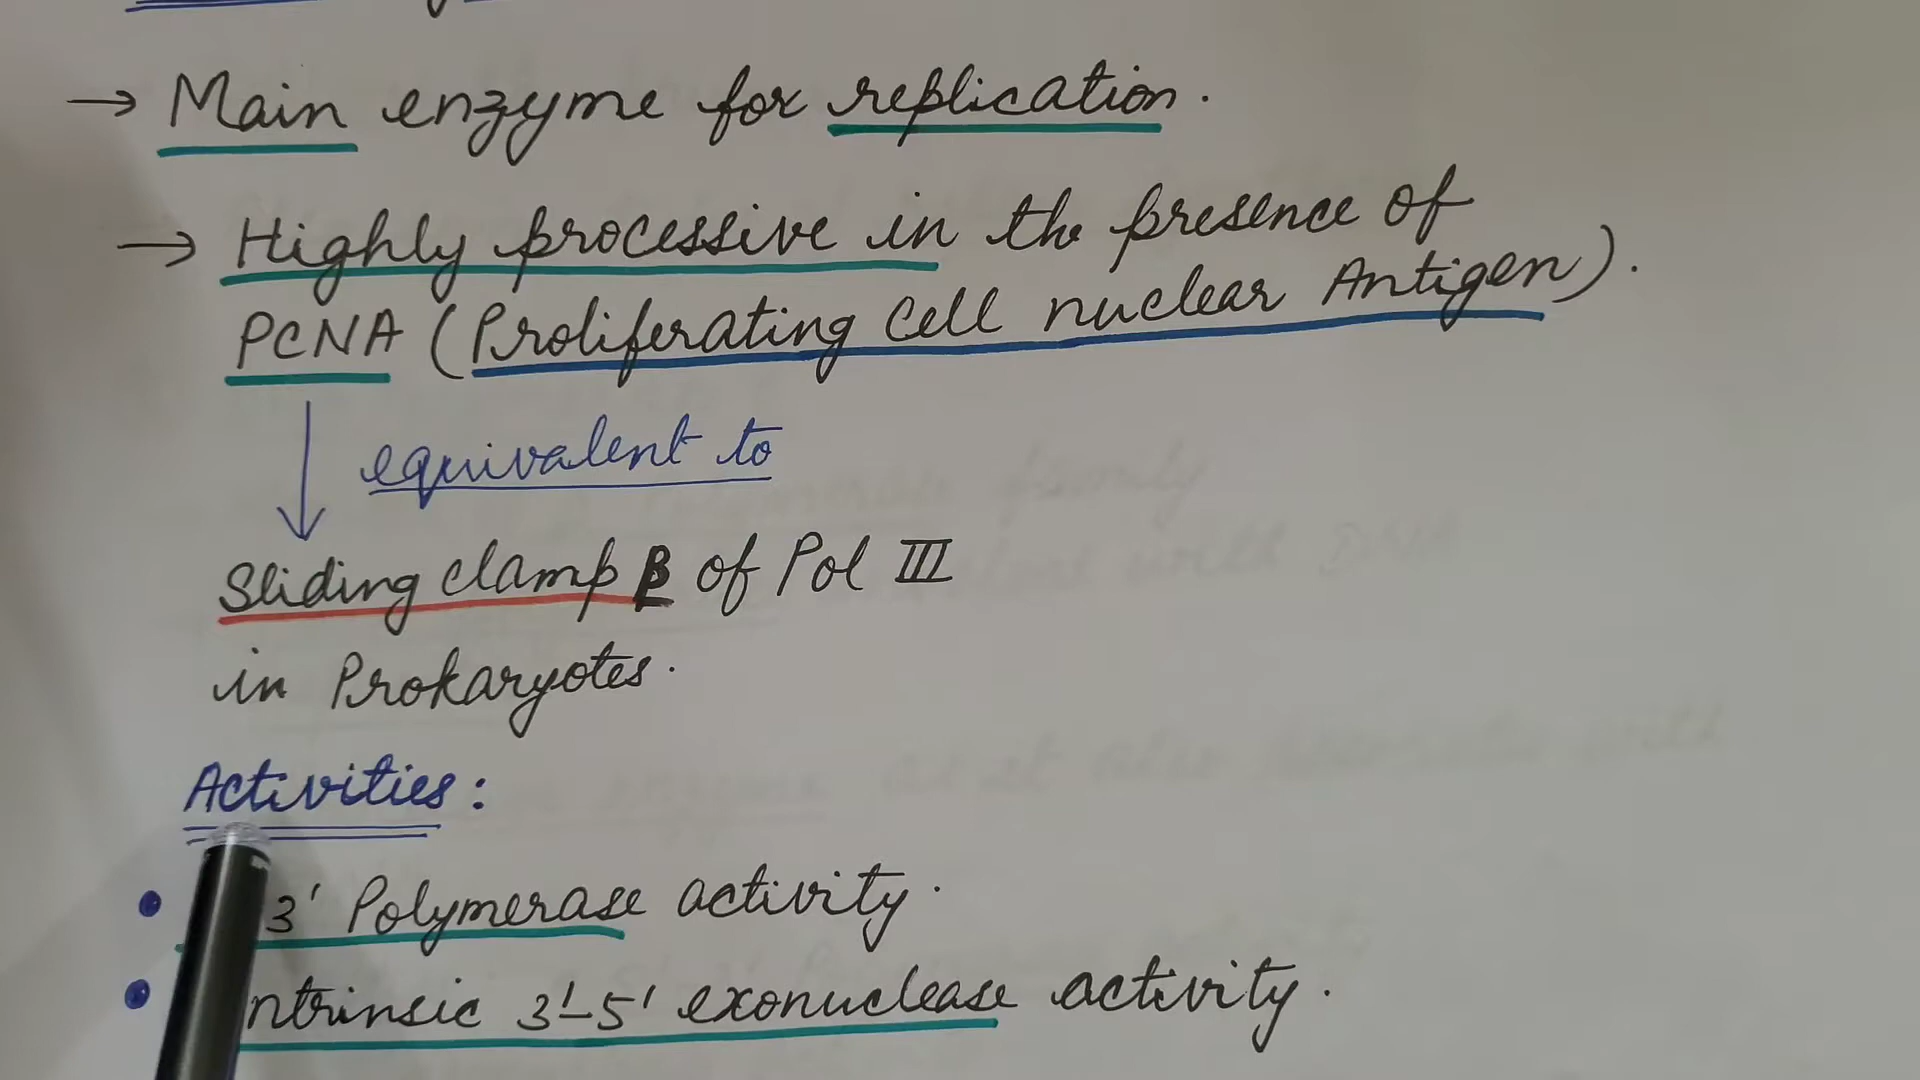 → Main enzyme for replication.
→ Highly processive in the presence of
PCNA (Proliferating Cell nuclear Antigen).
equivalent to
Sliding clamp β of Pol III
in Prokaryotes.
Activities:
• 3' Polymerase activity.
• ntrinsic 3'-5' exonuclease activity.